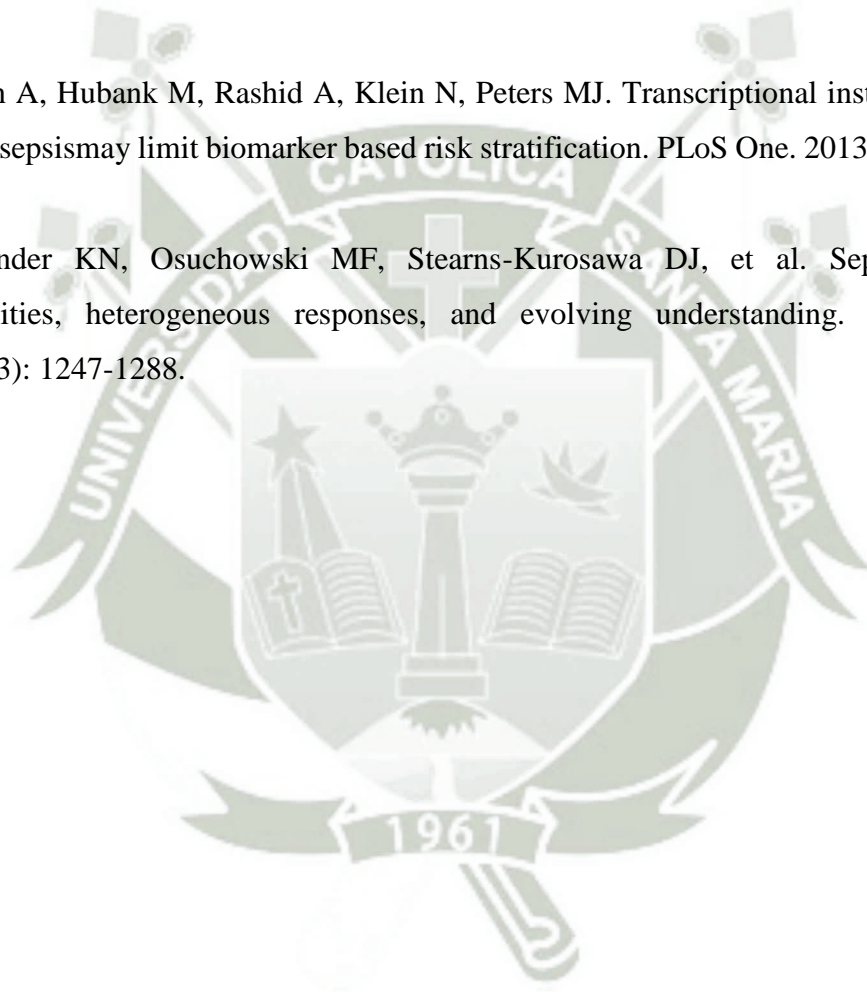 n A, Hubank M, Rashid A, Klein N, Peters MJ. Transcriptional inst
sepsismay limit biomarker based risk stratification. PLoS One. 2013
nder KN, Osuchowski MF, Stearns-Kurosawa DJ, et al. Sep
ities, heterogeneous responses, and evolving understanding.
3): 1247-1288.
UNIVERSIDAD CATOLICA SANTA MARIA
1961